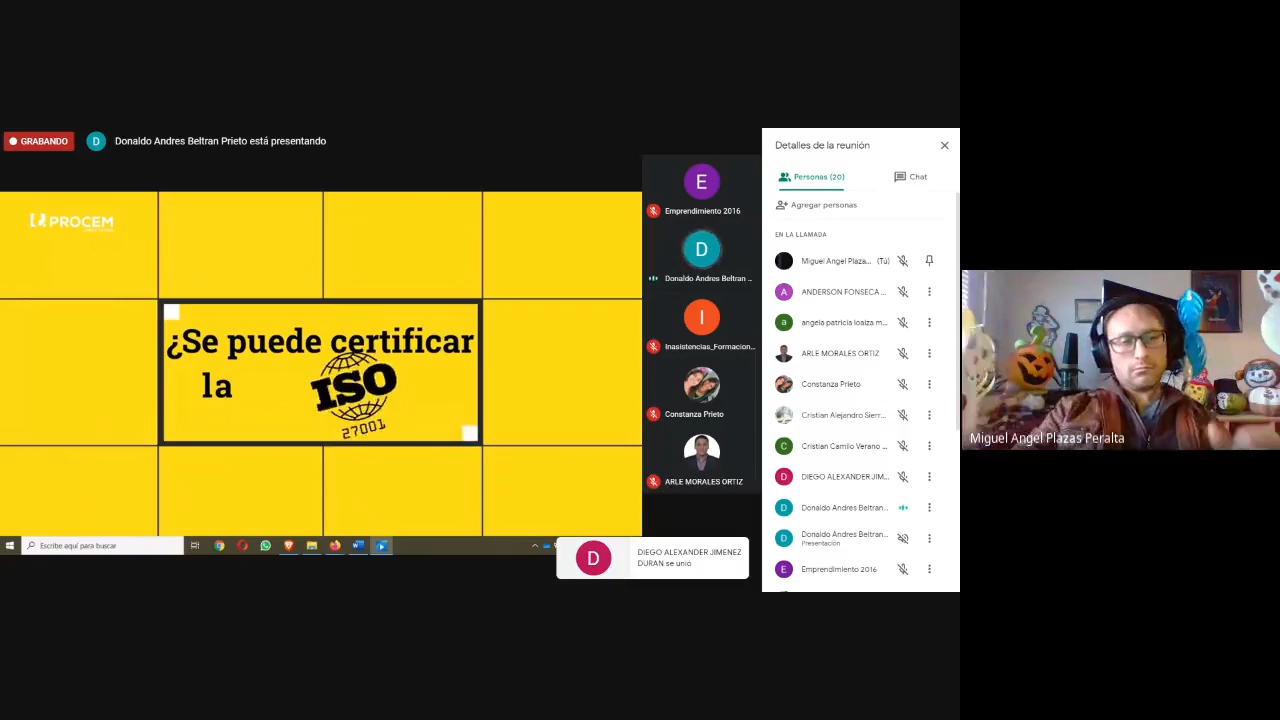 GRABANDO
D
Donaldo Andres Beltran Prieto está presentando
PROCEM
¿Se puede certificar
la
ISO
27001
Escribe aquí para buscar
E
Emprendimiento 2016
D
Donaldo Andres Beltran ...
I
Inasistencias_Formacion...
Constanza Prieto
ARLE MORALES ORTIZ
D
DIEGO ALEXANDER JIMENEZ
DURAN se unió
Detalles de la reunión
Personas (20)
Chat
Agregar personas
EN LA LLAMADA
Miguel Angel Plaza... (Tú)
A
ANDERSON FONSECA ...
a
angela patricia loaiza m...
ARLE MORALES ORTIZ
Constanza Prieto
Cristian Alejandro Sierr...
C
Cristian Camilo Verano ...
D
DIEGO ALEXANDER JIM...
D
Donaldo Andres Beltran...
D
Donaldo Andres Beltran...
Presentación
E
Emprendimiento 2016
Miguel Angel Plazas Peralta